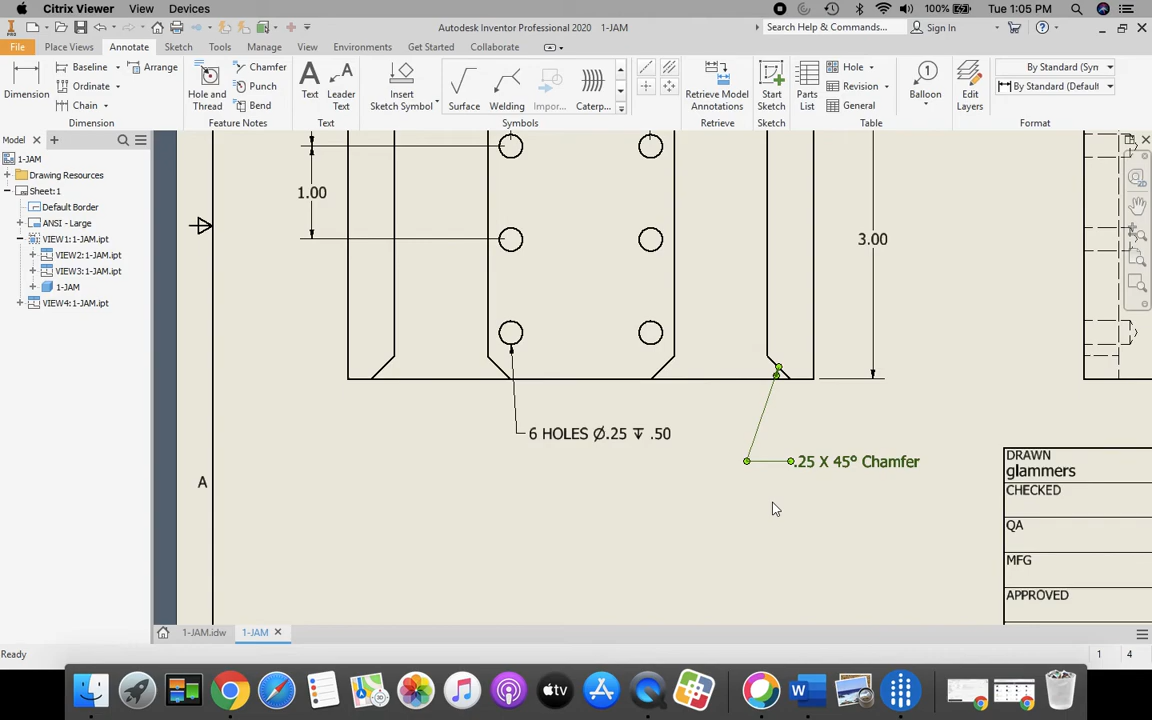 Citrix Viewer View Devices 100% Tue 1:05 PM
Autodesk Inventor Professional 2020 1-JAM Search Help & Commands... Sign In
File Place Views Annotate Sketch Tools Manage View Environments Get Started Collaborate
Dimension
Baseline
Ordinate
Chain
Arrange
Dimension
Hole and Thread
Chamfer
Punch
Bend
Feature Notes
Text
Leader Text
Text
Insert Sketch Symbol
Surface
Welding
Impor...
Caterp...
Symbols
Retrieve Model Annotations
Retrieve
Start Sketch
Sketch
Parts List
Hole
Revision
General
Table
1
Balloon
Edit Layers
By Standard (Syn
By Standard (Default
Format
Model
1-JAM
Drawing Resources
Sheet:1
Default Border
ANSI - Large
VIEW1:1-JAM.ipt
VIEW2:1-JAM.ipt
VIEW3:1-JAM.ipt
1-JAM
VIEW4:1-JAM.ipt
1.00
3.00
6 HOLES Ø.25 ↧ .50
.25 X 45° Chamfer
A
DRAWN
glammers
CHECKED
QA
MFG
APPROVED
1-JAM.idw
1-JAM
Ready
1 4
tv